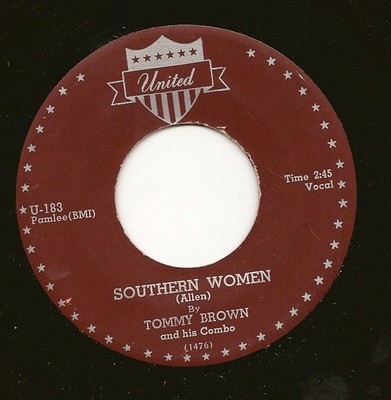 United
U-183
Pamlee (BMI)
Time 2:45
Vocal
SOUTHERN WOMEN
(Allen)
By
TOMMY BROWN
and his Combo
(1476)